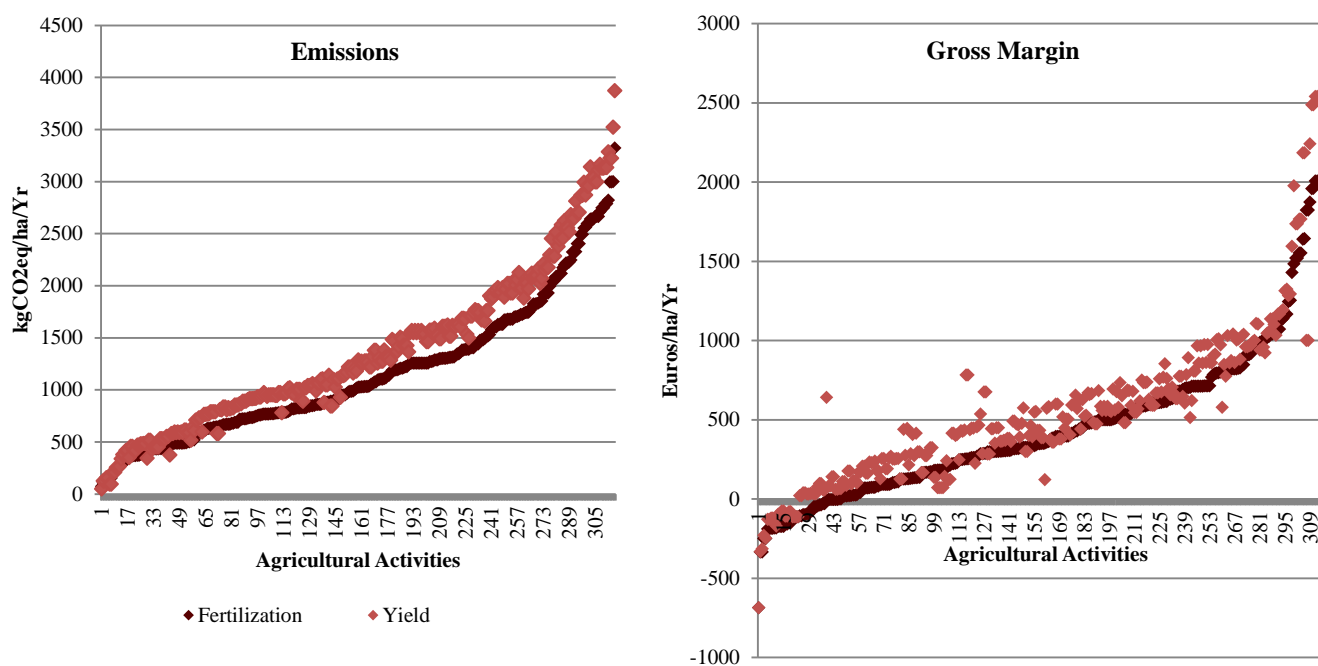 Emissions
kgCO2eq/ha/Yr
4500
4000
3500
3000
2500
2000
1500
1000
500
0
1 17 33 49 65 81 97 113 129 145 161 177 193 209 225 241 257 273 289 305
Agricultural Activities
Fertilization Yield
Gross Margin
Euros/ha/Yr
3000
2500
2000
1500
1000
500
0
-500
-1000
1 15 29 43 57 71 85 99 113 127 141 155 169 183 197 211 225 239 253 267 281 295 309
Agricultural Activities